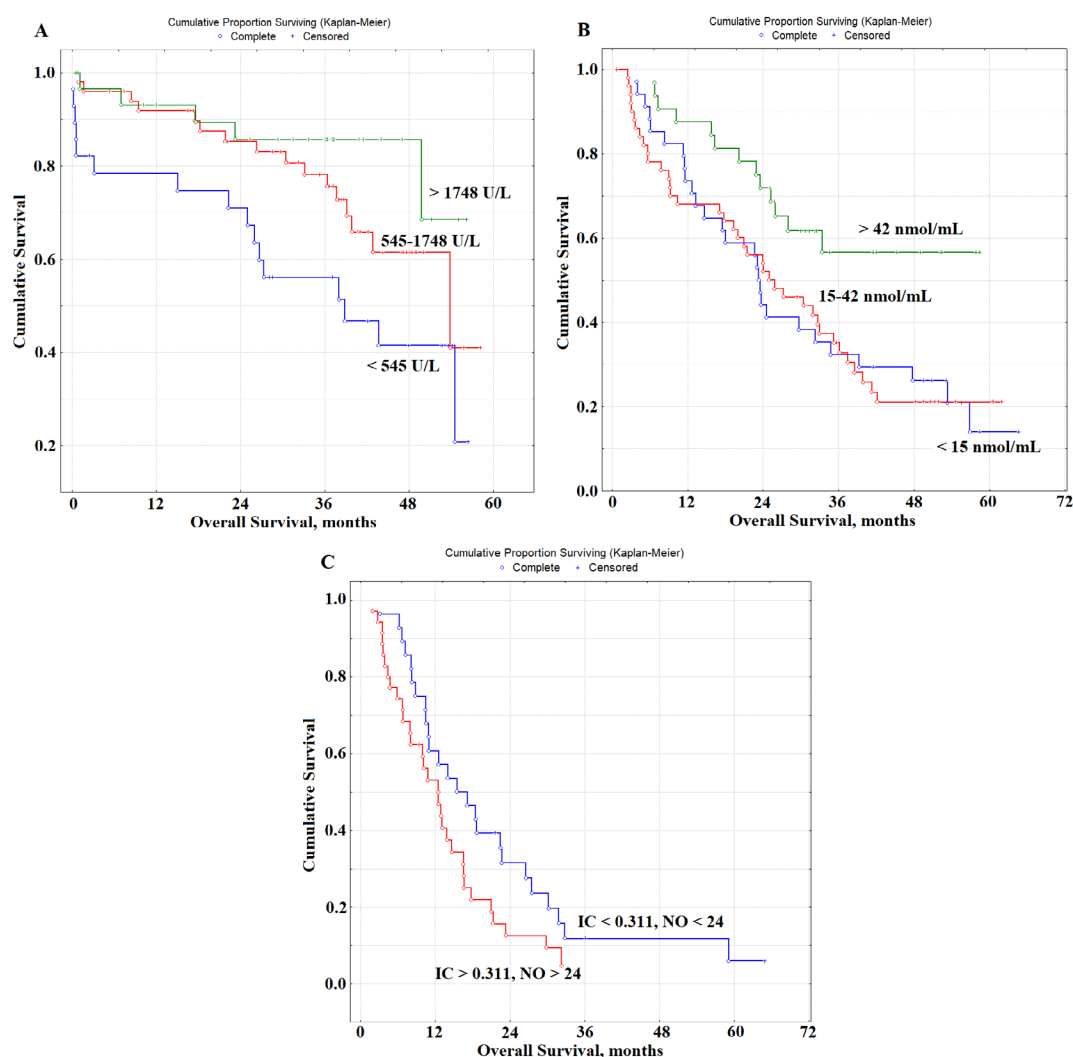 A
Cumulative Proportion Surviving (Kaplan-Meier)
Complete Censored
Cumulative Survival
1.0
0.8
0.6
0.4
0.2
> 1748 U/L
545-1748 U/L
< 545 U/L
0 12 24 36 48 60
Overall Survival, months
B
Cumulative Proportion Surviving (Kaplan-Meier)
Complete Censored
Cumulative Survival
1.0
0.8
0.6
0.4
0.2
0.0
> 42 nmol/mL
15-42 nmol/mL
< 15 nmol/mL
0 12 24 36 48 60 72
Overall Survival, months
C
Cumulative Proportion Surviving (Kaplan-Meier)
Complete Censored
Cumulative Survival
1.0
0.8
0.6
0.4
0.2
0.0
IC < 0.311, NO < 24
IC > 0.311, NO > 24
0 12 24 36 48 60 72
Overall Survival, months